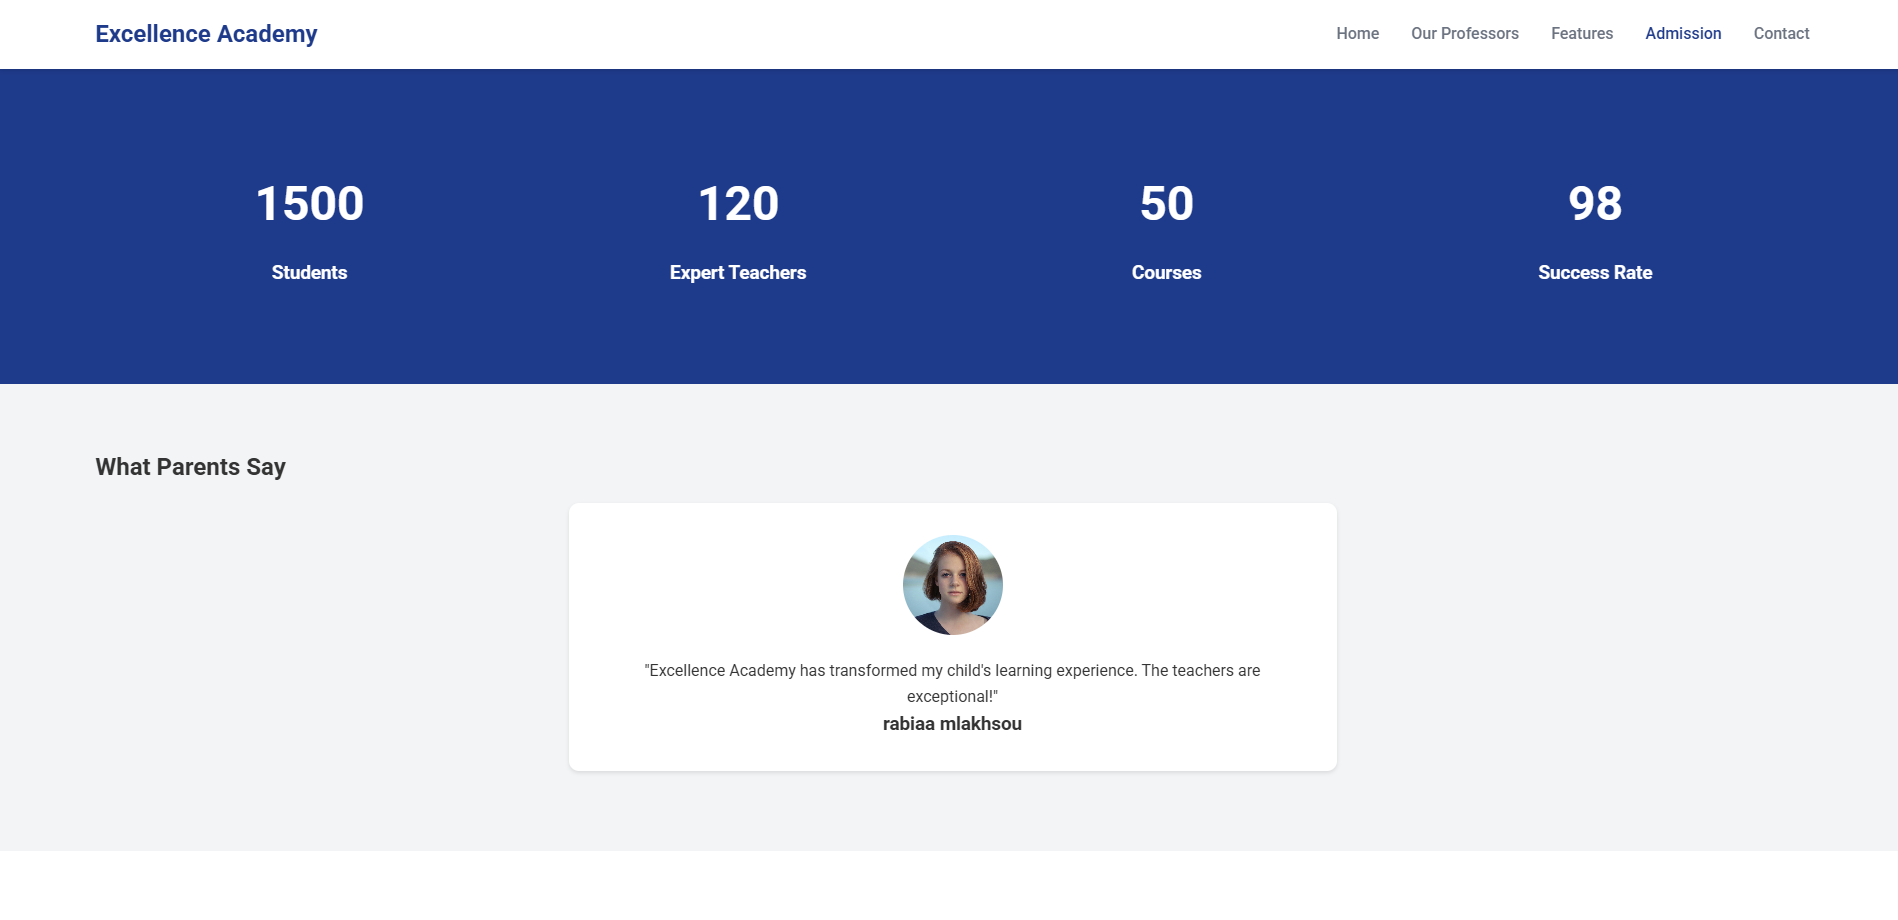 Excellence Academy
Home Our Professors Features Admission Contact
1500 120 50 98
Students Expert Teachers Courses Success Rate
What Parents Say
"Excellence Academy has transformed my child's learning experience. The teachers are
exceptional!"
rabiaa mlakhsou